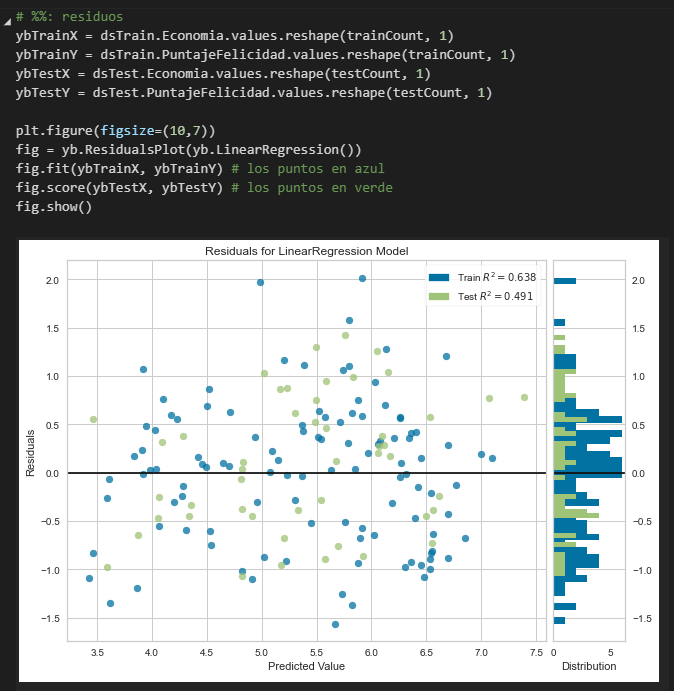 # %%: residuos
ybTrainX = dsTrain.Economia.values.reshape(trainCount, 1)
ybTrainY = dsTrain.PuntajeFelicidad.values.reshape(trainCount, 1)
ybTestX = dsTest.Economia.values.reshape(testCount, 1)
ybTestY = dsTest.PuntajeFelicidad.values.reshape(testCount, 1)
plt.figure(figsize=(10,7))
fig = yb.ResidualsPlot(yb.LinearRegression())
fig.fit(ybTrainX, ybTrainY) # los puntos en azul
fig.score(ybTestX, ybTestY) # los puntos en verde
fig.show()
Residuals for LinearRegression Model
Train R² = 0.638
Test R² = 0.491
Residuals
2.0
1.5
1.0
0.5
0.0
−0.5
−1.0
−1.5
3.5 4.0 4.5 5.0 5.5 6.0 6.5 7.0 7.5
Predicted Value
2.0
1.5
1.0
0.5
0.0
−0.5
−1.0
−1.5
0 5
Distribution